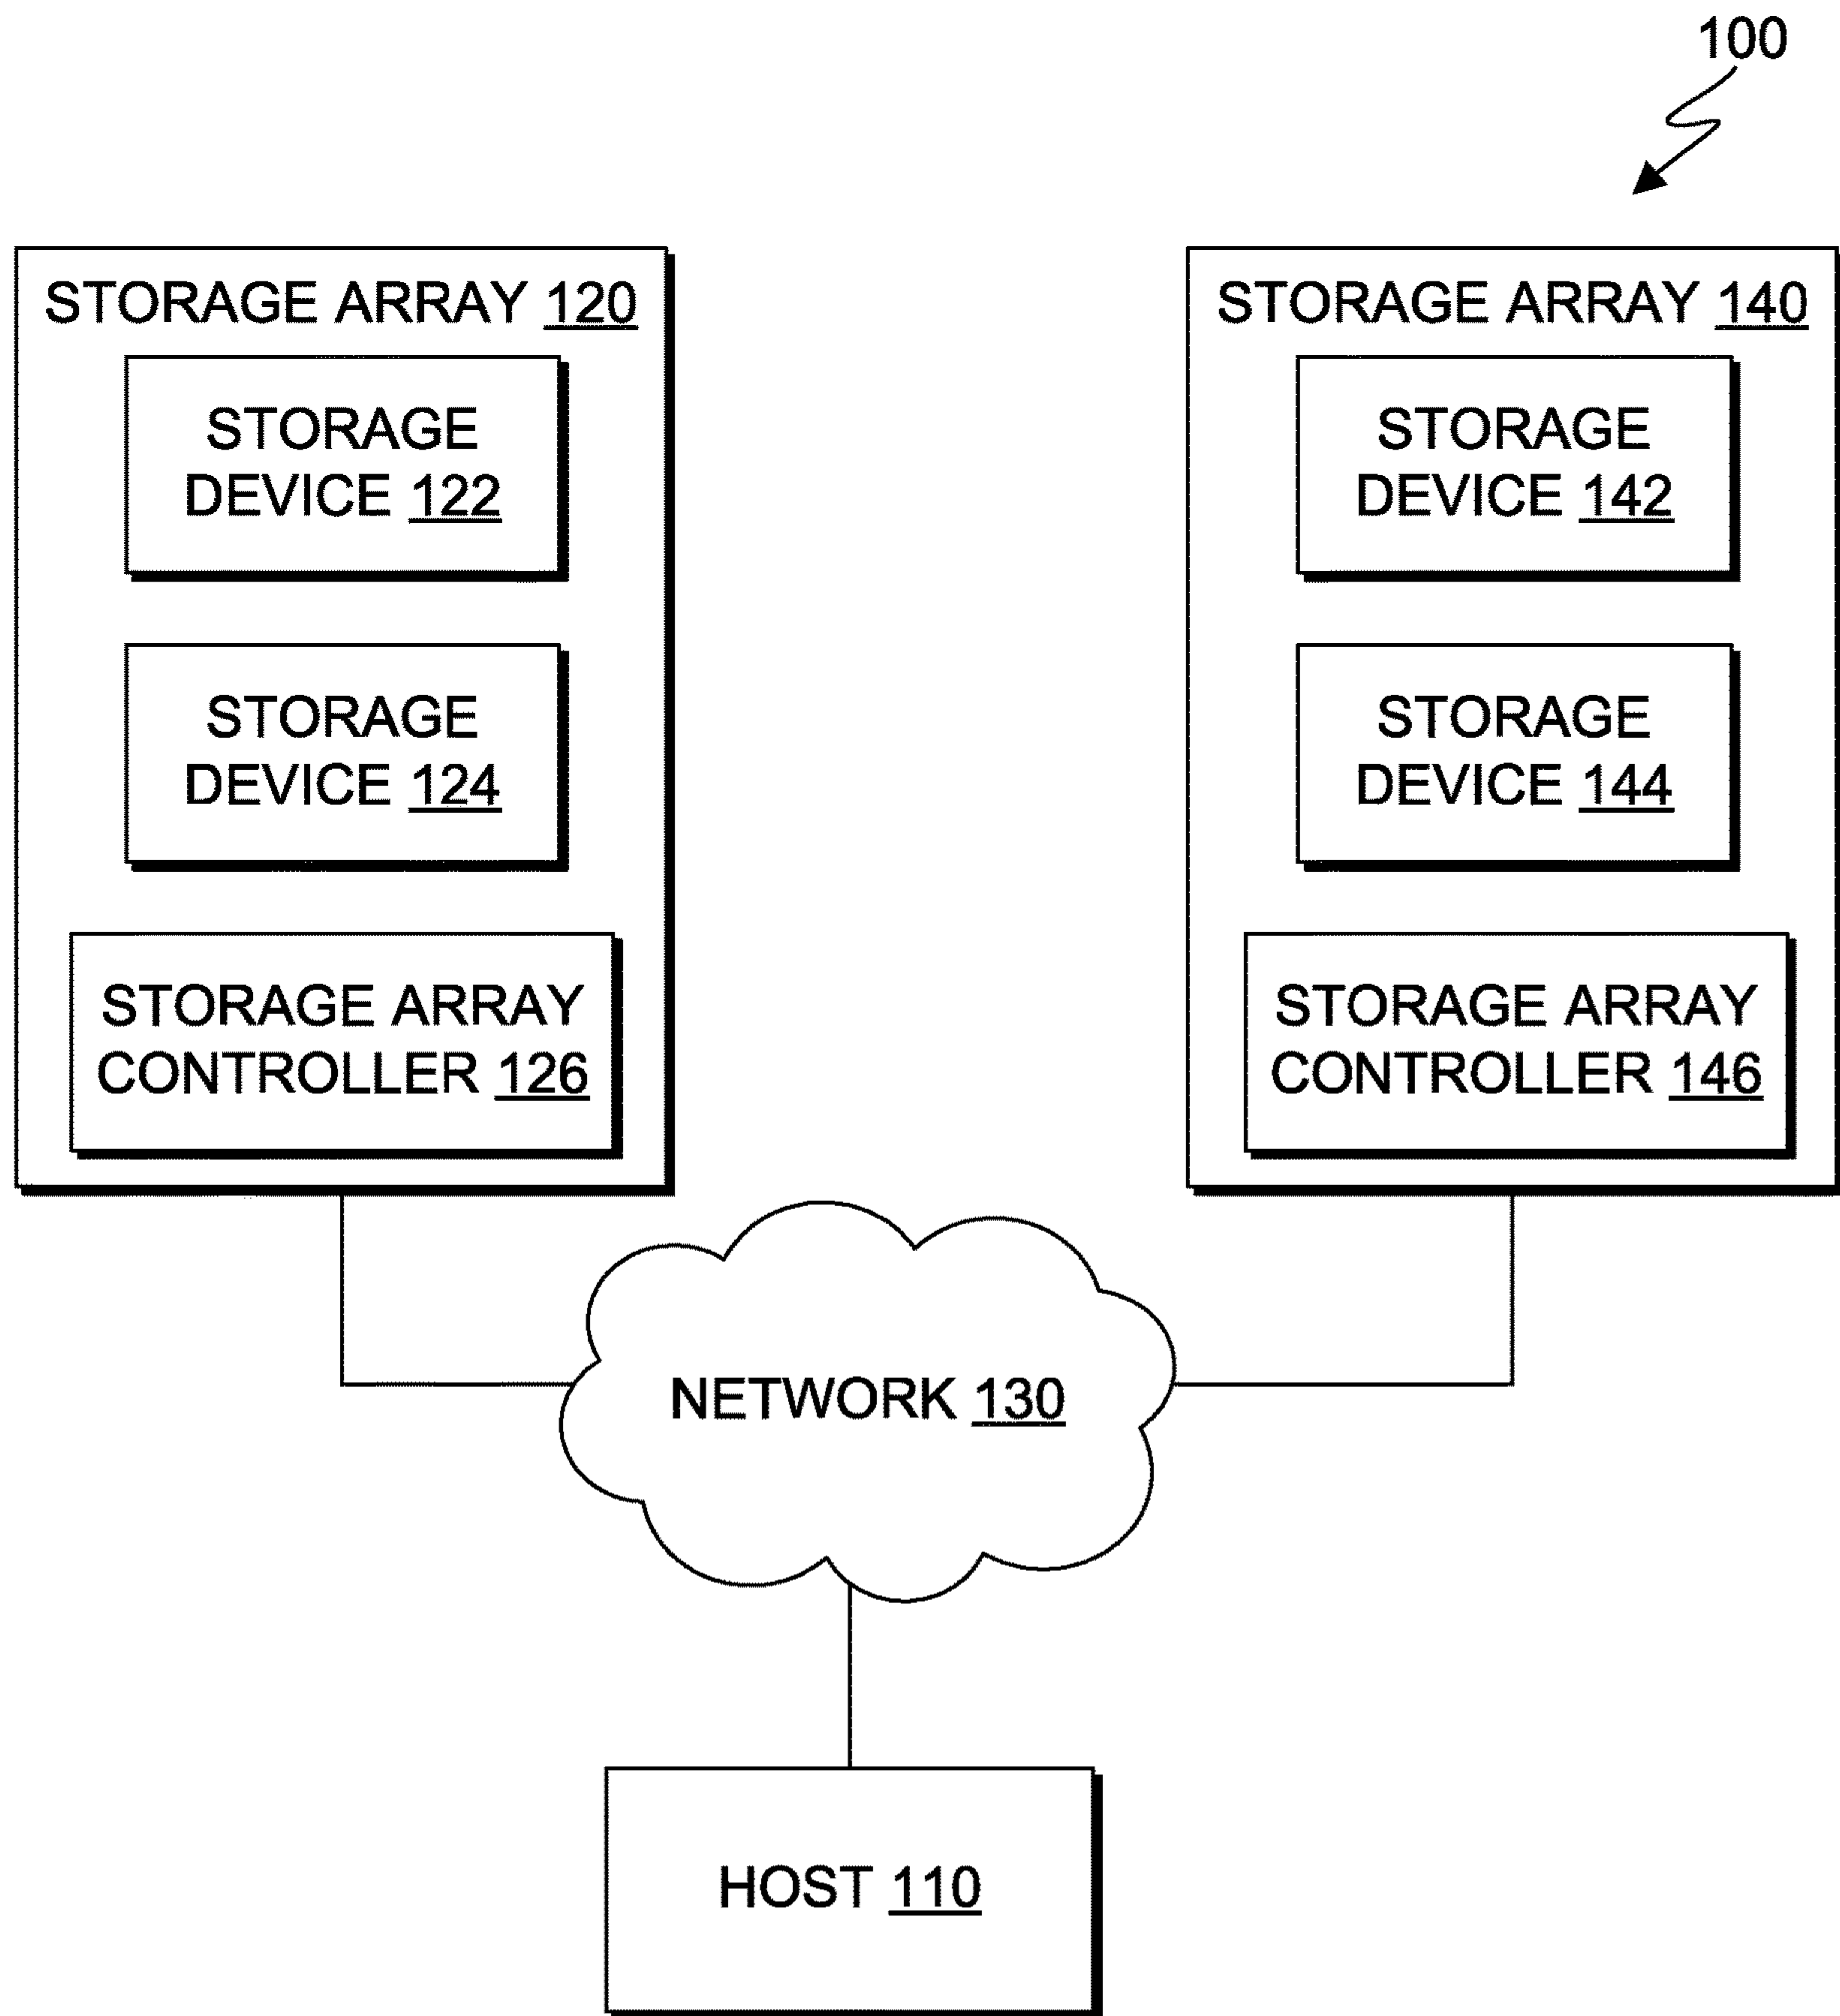 100
STORAGE ARRAY 120
STORAGE
DEVICE 122
STORAGE
DEVICE 124
STORAGE ARRAY
CONTROLLER 126
STORAGE ARRAY 140
STORAGE
DEVICE 142
STORAGE
DEVICE 144
STORAGE ARRAY
CONTROLLER 146
NETWORK 130
HOST 110